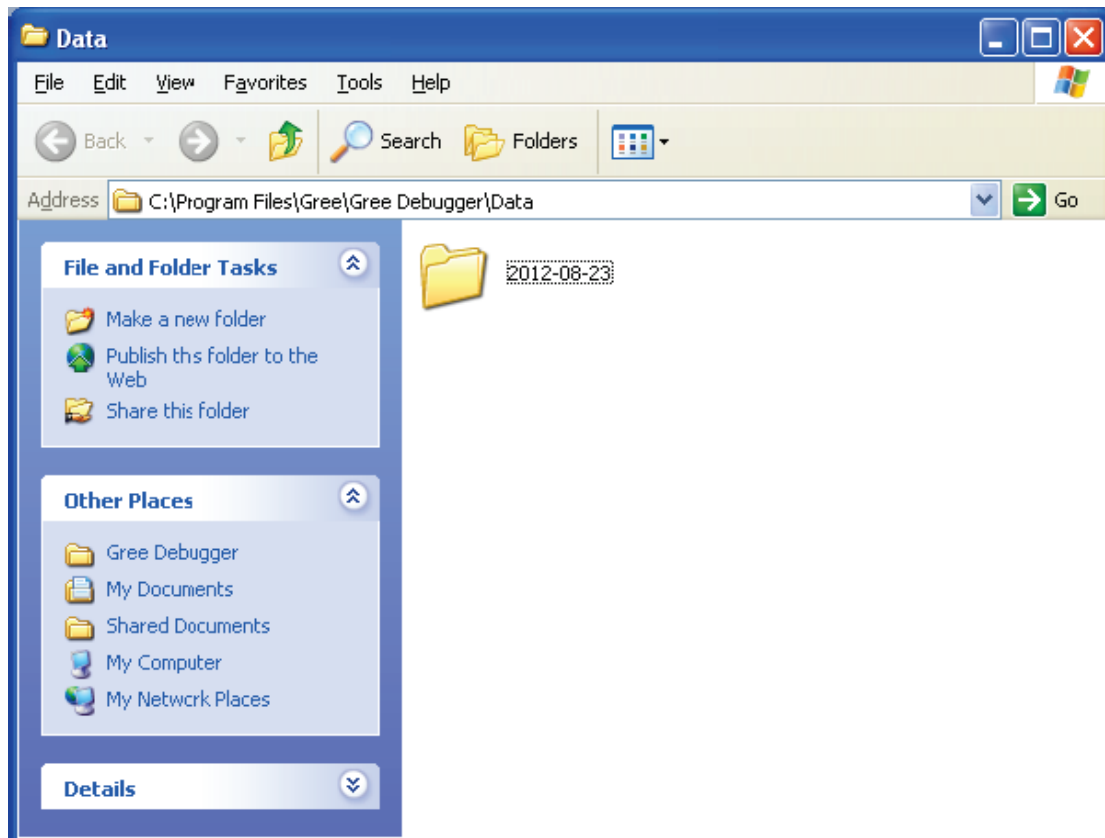 Data
File Edit View Favorites Tools Help
Back Search Folders
Address C:\Program Files\Gree\Gree Debugger\Data Go
File and Folder Tasks
Make a new folder
Publish ths folder to the
Web
Share this folder
Other Places
Gree Debugger
My Documents
Shared Documents
My Computer
My Network Places
Details
2012-08-23